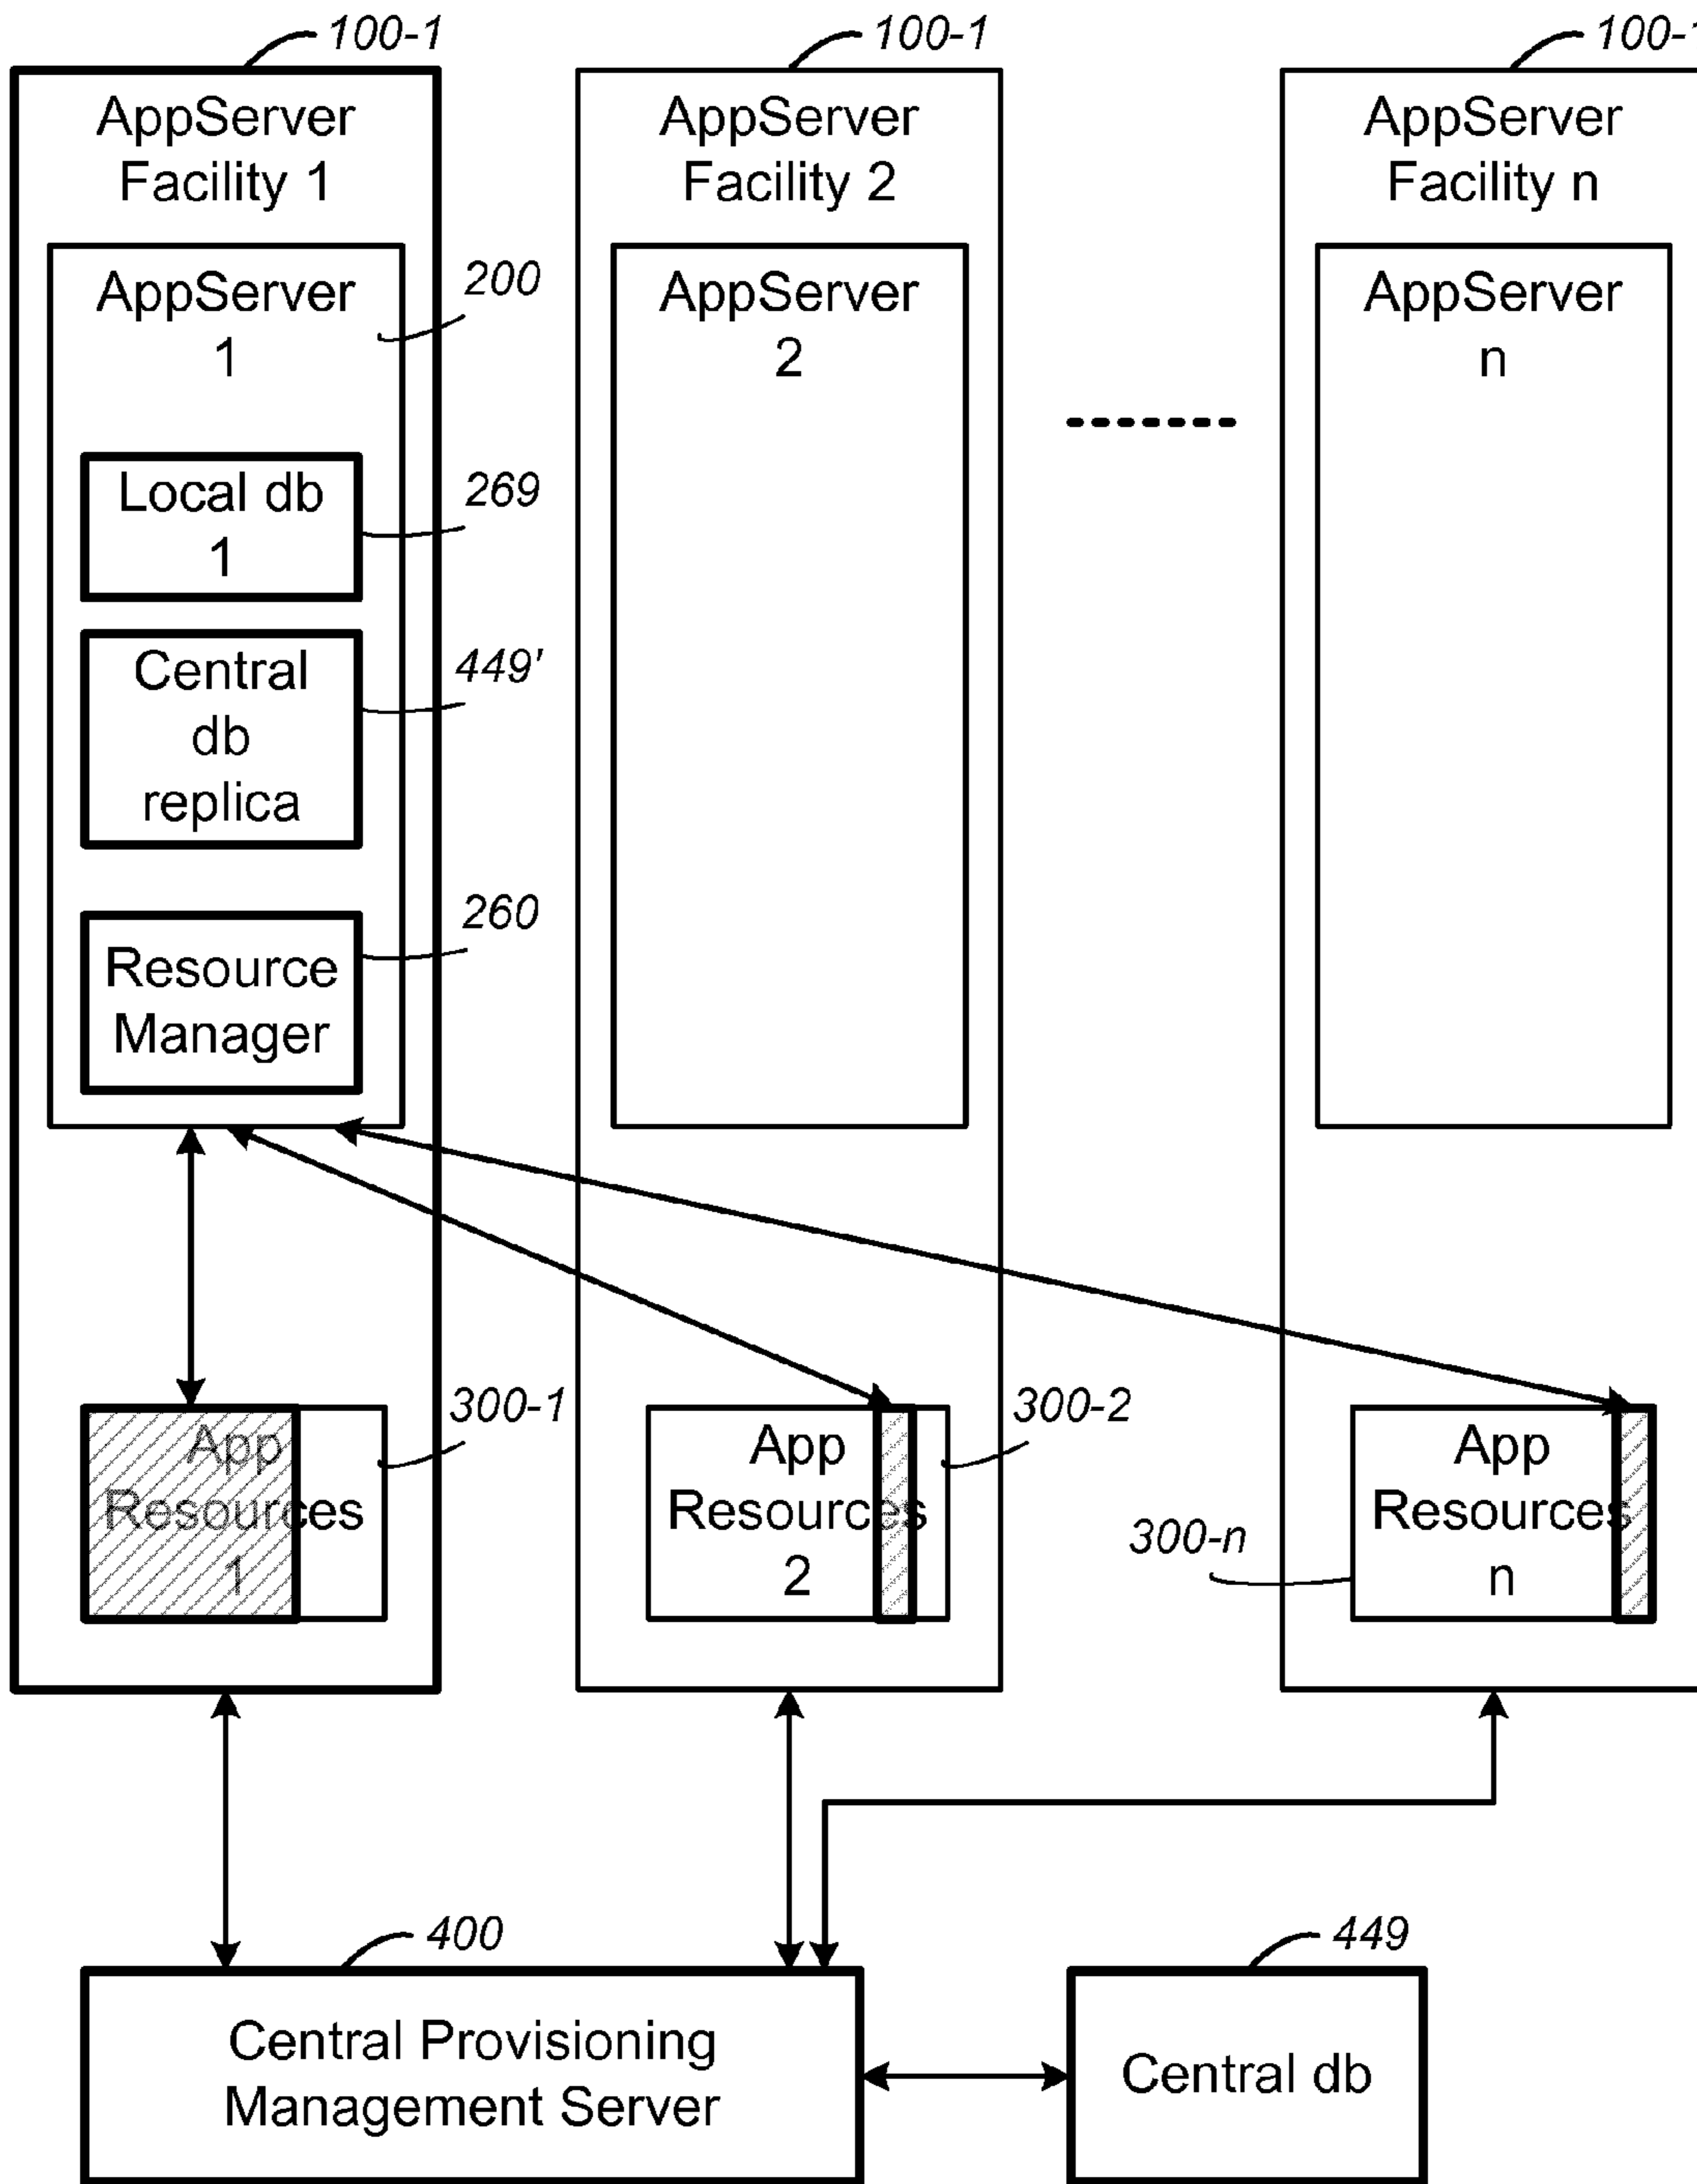 100-1
100-1
100-1
AppServer
Facility 1
AppServer
Facility 2
AppServer
Facility n
AppServer
1
200
AppServer
2
AppServer
n
Local db
1
269
Central
db
replica
449'
Resource
Manager
260
App
Resources
1
300-1
App
Resources
2
300-2
App
Resources
n
300-n
400
Central Provisioning
Management Server
449
Central db